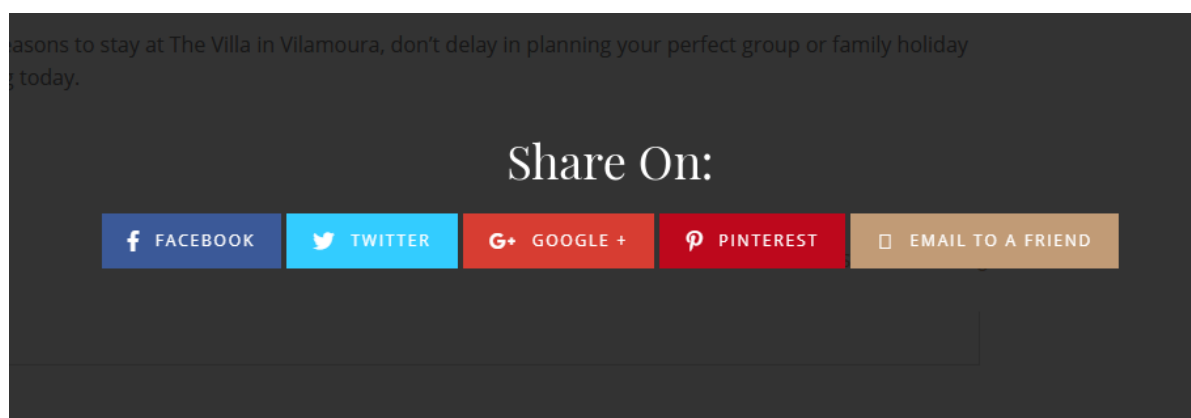 easons to stay at The Villa in Vilamoura, don't delay in planning your perfect group or family holiday
g today.
Share On:
FACEBOOK
TWITTER
G+ GOOGLE +
PINTEREST
EMAIL TO A FRIEND